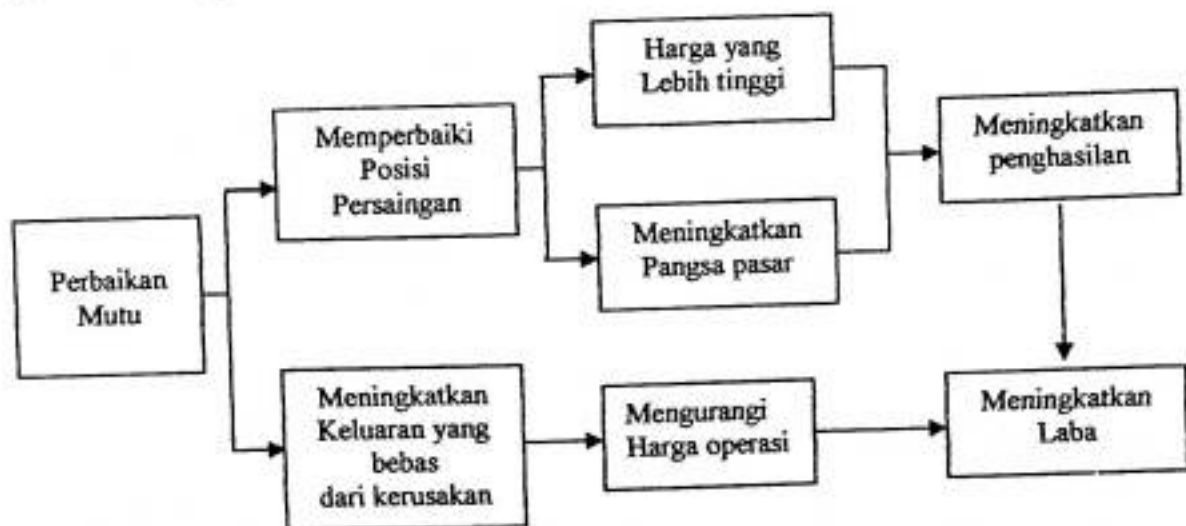 Harga yang
Lebih tinggi
Memperbaiki
Posisi
Persaingan
Meningkatkan
penghasilan
Meningkatkan
Pangsa pasar
Perbaikan
Mutu
Meningkatkan
Keluaran yang
bebas
dari kerusakan
Mengurangi
Harga operasi
Meningkatkan
Laba